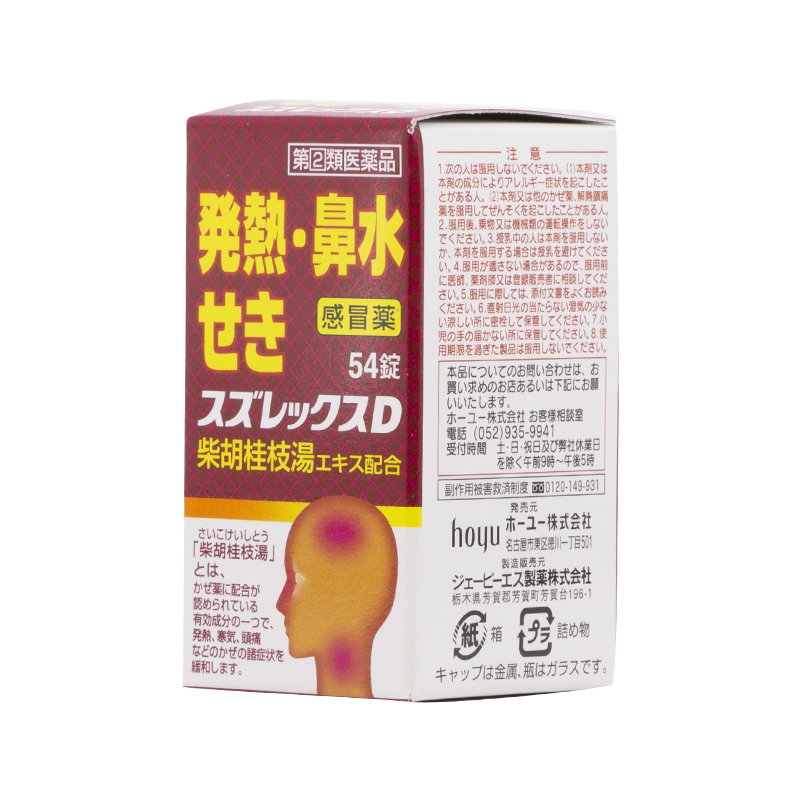 スズレックスD
第②類医薬品
発熱・鼻水
せき
感冒薬
54錠
スズレックスD
柴胡桂枝湯エキス配合
さいこけいしとう
「柴胡桂枝湯」
とは、
かぜ薬に配合が
認められている
有効成分の一つで、
発熱、寒気、頭痛
などのかぜの諸症状を
緩和します。
注 意
1.次の人は服用しないでください。(1)本剤又は
本剤の成分によりアレルギー症状を起こしたこ
とがある人。(2)本剤又は他のかぜ薬、解熱鎮痛
薬を服用してぜんそくを起こしたことがある人。
2.服用後、乗物又は機械類の運転操作をしない
でください。3.授乳中の人は本剤を服用しない
か、本剤を服用する場合は授乳を避けてくださ
い。4.服用が適さない場合があるので、服用前
に医師、薬剤師又は登録販売者に相談してくだ
さい。5.服用に際しては、添付文書をよくお読み
ください。6.直射日光の当たらない湿気の少な
い涼しい所に密栓して保管してください。7.小
児の手の届かない所に保管してください。8.使
用期限を過ぎた製品は服用しないでください。
本品についてのお問い合わせは、お
買い求めのお店あるいは下記にお願
いいたします。
ホーユー株式会社 お客様相談室
電話 (052)935-9941
受付時間 土・日・祝日及び弊社休業日
を除く午前9時〜午後5時
副作用被害救済制度 0120-149-931
発売元
hoyu ホーユー株式会社
名古屋市東区徳川一丁目501
製造販売元
ジェーピーエス製薬株式会社
栃木県芳賀郡芳賀町芳賀台196-1
紙 箱 プラ 詰め物
キャップは金属、瓶はガラスです。